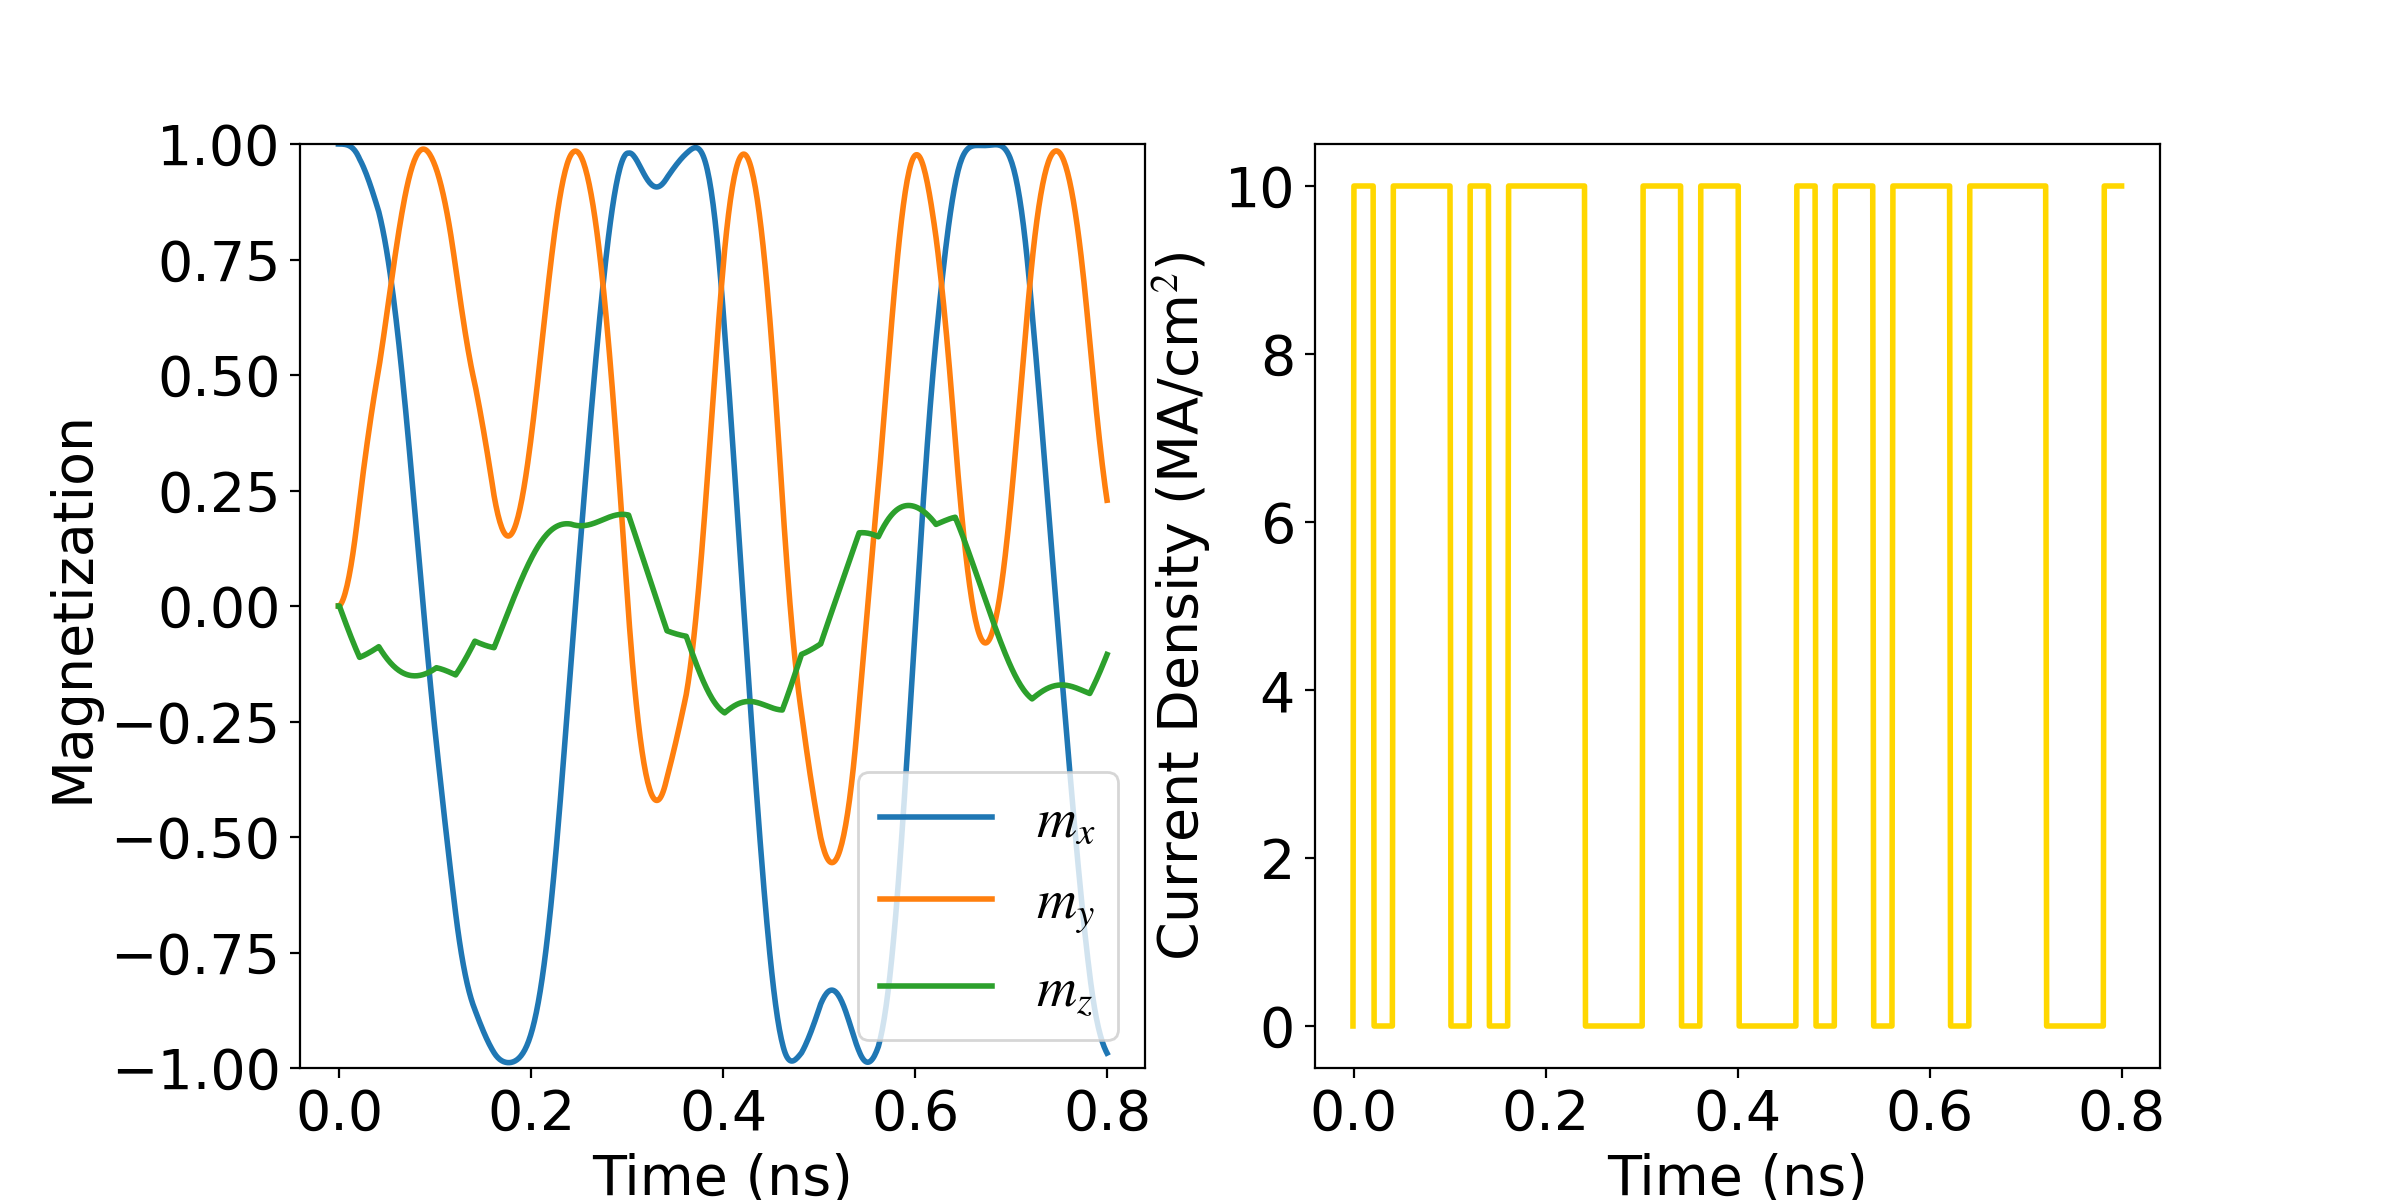 1.00
0.75
0.50
0.25
0.00
−0.25
−0.50
−0.75
−1.00
Magnetization
0.0 0.2 0.4 0.6 0.8
Time (ns)
m_x
m_y
m_z
10
8
6
4
2
0
Current Density (MA/cm²)
0.0 0.2 0.4 0.6 0.8
Time (ns)